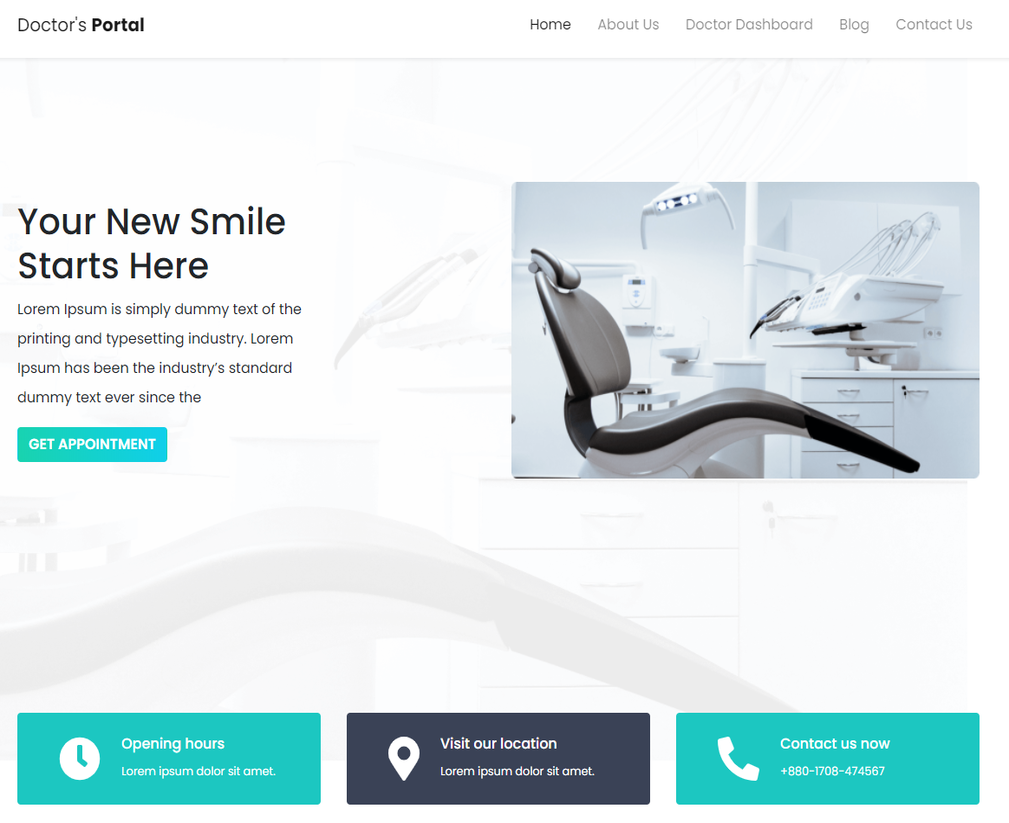 Doctor's Portal
Home About Us Doctor Dashboard Blog Contact Us
Your New Smile
Starts Here
Lorem Ipsum is simply dummy text of the
printing and typesetting industry. Lorem
Ipsum has been the industry’s standard
dummy text ever since the
GET APPOINTMENT
Opening hours
Lorem ipsum dolor sit amet.
Visit our location
Lorem ipsum dolor sit amet.
Contact us now
+880-1708-474567